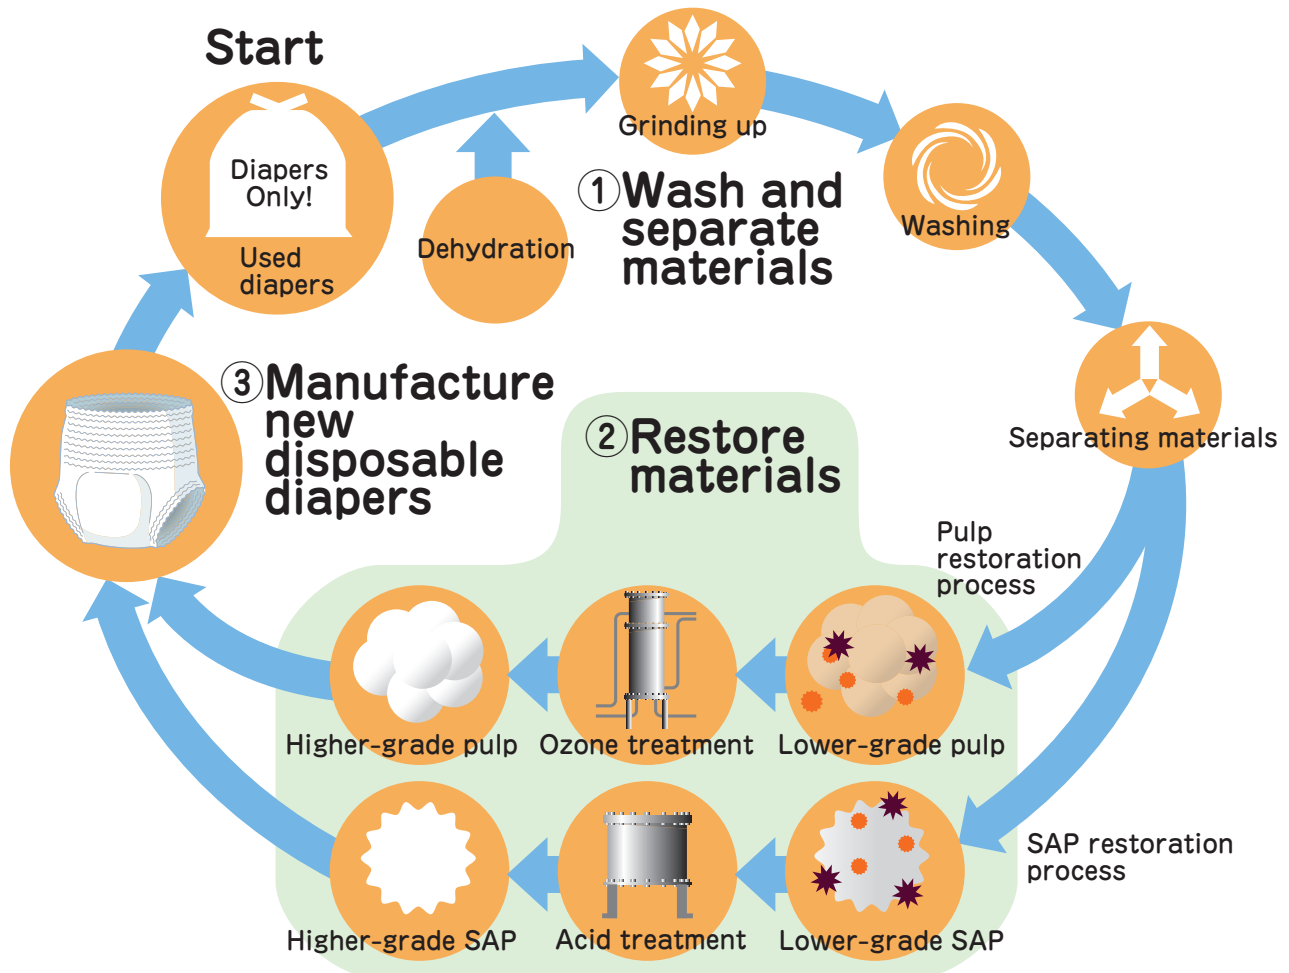 Start
Diapers
Only!
Used
diapers
Dehydration
Grinding up
①Wash and
separate
materials
Washing
Separating materials
③Manufacture
new
disposable
diapers
②Restore
materials
Pulp
restoration
process
Higher-grade pulp
Ozone treatment
Lower-grade pulp
SAP restoration
process
Higher-grade SAP
Acid treatment
Lower-grade SAP